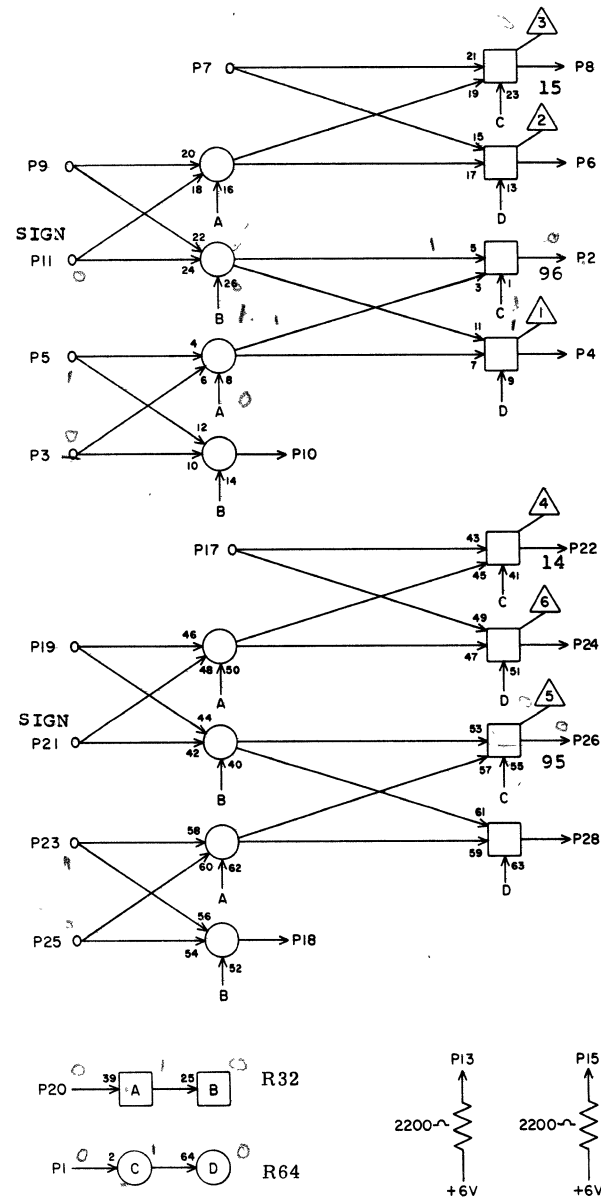 3
P7 21 P8
19 23 15
C
2
15
P9 20 17 13 P6
18 16
A D
SIGN 22 5 P2
P11 24 26 3 1 96
B C
1
11
P5 4 7 9 P4
6 8
A D
12
P3 10 14 P10
B
4
P17 43 P22
45 41 14
C
6
49
P19 46 47 51 P24
48 50
A D
5
SIGN 44 53 P26
P21 42 40 57 55 95
B C
61
P23 58 59 63 P28
60 62
A D
56
P25 54 52 P18
B
P20 39 A 25 B R32
P1 2 C 64 D R64
P13 P15
2200 2200
+6V +6V